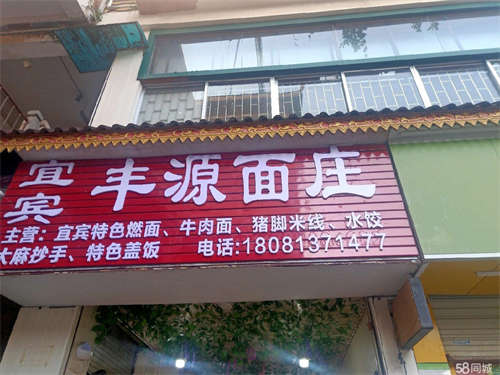 宜宾 丰源面庄
主营：宜宾特色燃面、牛肉面、猪脚米线、水饺
大麻抄手、特色盖饭 电话:18081371477
58同城